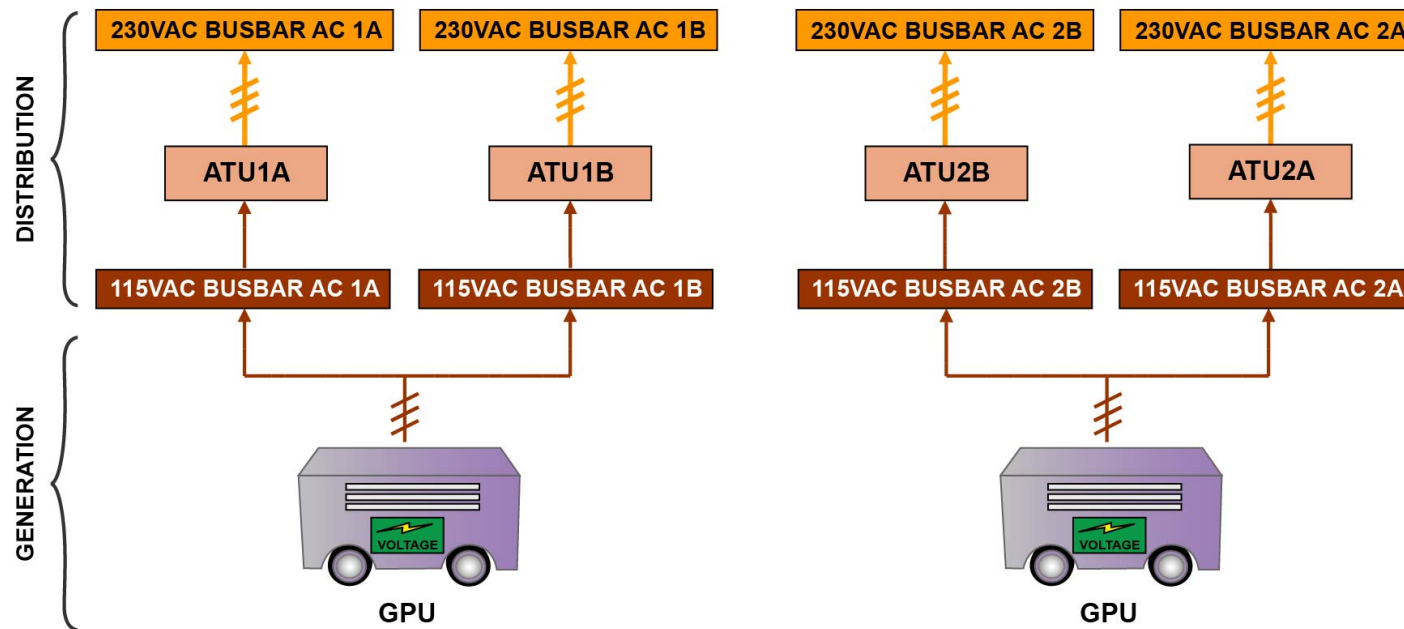 230VAC BUSBAR AC 1A
230VAC BUSBAR AC 1B
230VAC BUSBAR AC 2B
230VAC BUSBAR AC 2A
DISTRIBUTION
ATU1A
ATU1B
ATU2B
ATU2A
115VAC BUSBAR AC 1A
115VAC BUSBAR AC 1B
115VAC BUSBAR AC 2B
115VAC BUSBAR AC 2A
GENERATION
VOLTAGE
VOLTAGE
GPU
GPU